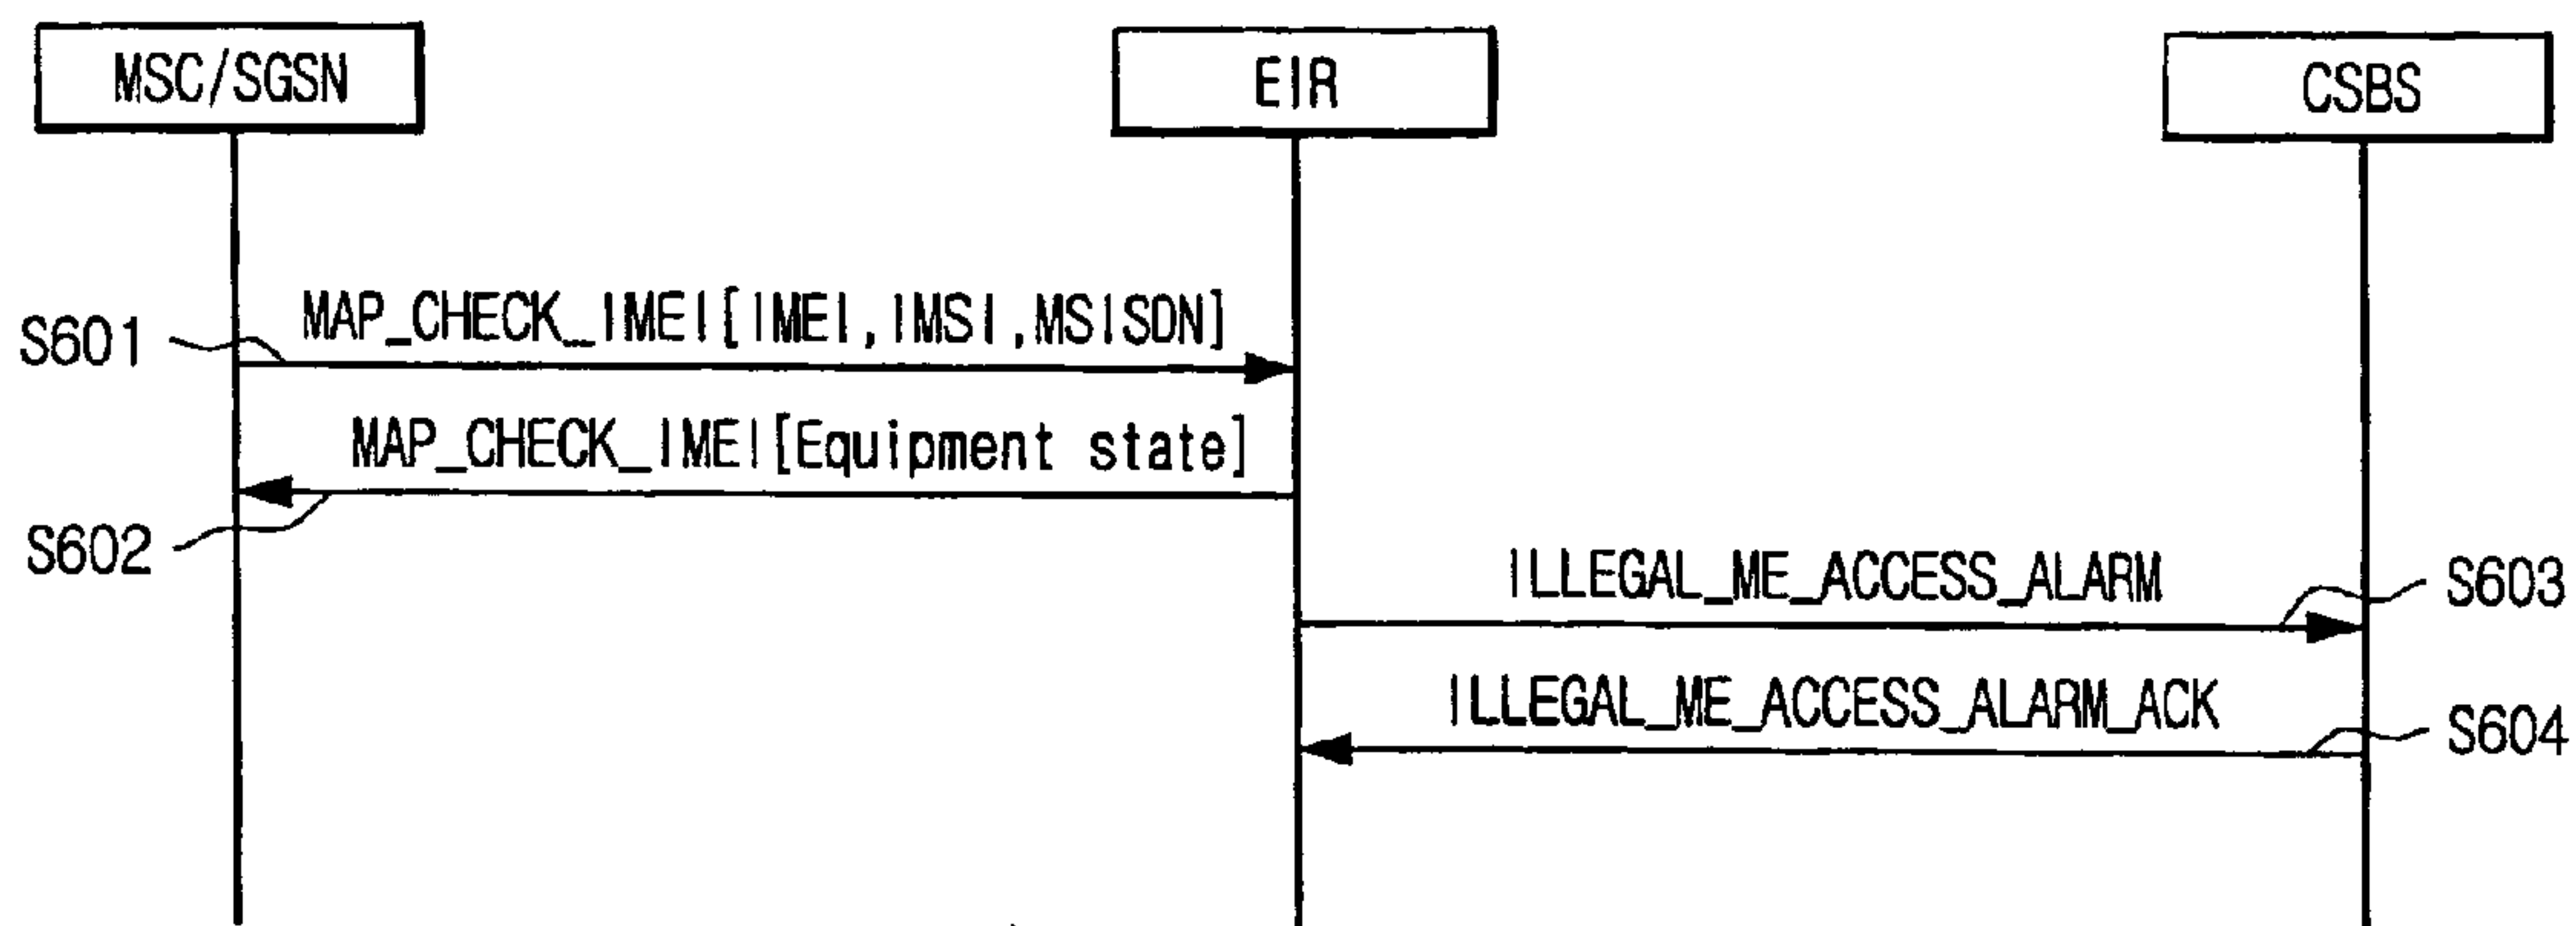 MSC/SGSN
EIR
CSBS
S601
MAP_CHECK_IMEI[IMEI,IMSI,MSISDN]
MAP_CHECK_IMEI[Equipment state]
S602
ILLEGAL_ME_ACCESS_ALARM
S603
ILLEGAL_ME_ACCESS_ALARM_ACK
S604